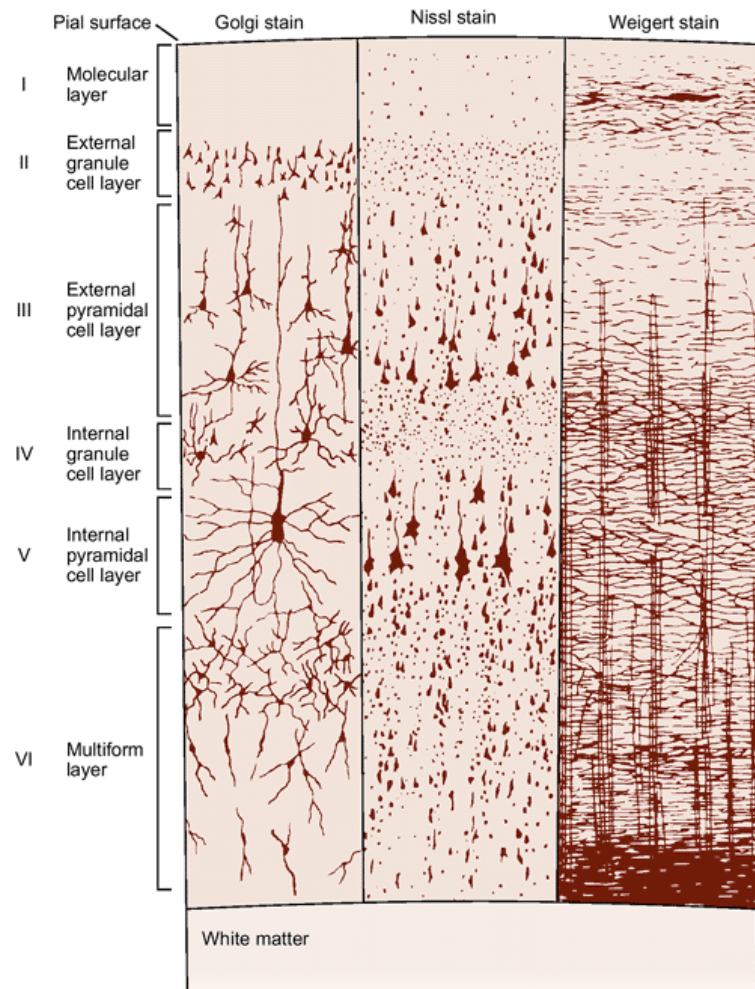 Pial surface
Golgi stain
Nissl stain
Weigert stain
I
Molecular
layer
II
External
granule
cell layer
III
External
pyramidal
cell layer
IV
Internal
granule
cell layer
V
Internal
pyramidal
cell layer
VI
Multiform
layer
White matter